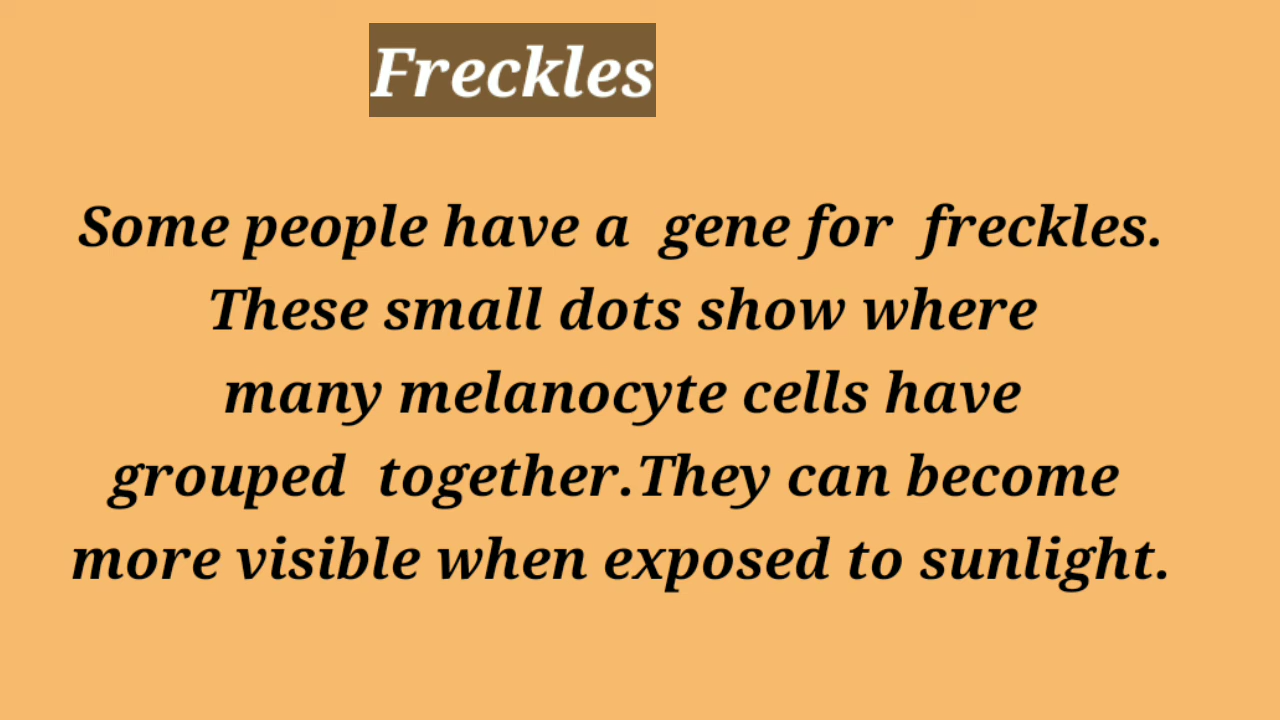 Freckles
Some people have a gene for freckles.
These small dots show where
many melanocyte cells have
grouped together.They can become
more visible when exposed to sunlight.